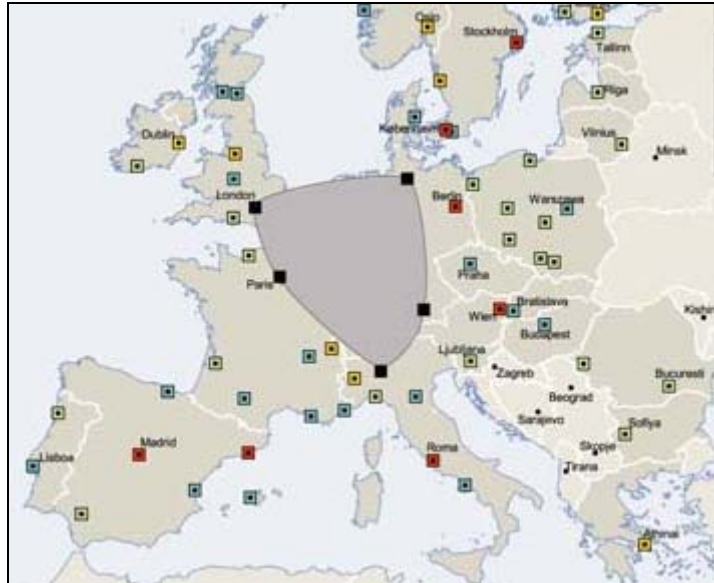 Oslo
Stockholm
Tallinn
Riga
Dublin
København
Vilnius
Minsk
London
Berlin
Warszawa
Paris
Praha
Bratislava
Wien
Budapest
Kishin
Ljubljana
Zagreb
Bucuresti
Beograd
Sarajevo
Sofiya
Madrid
Lisboa
Roma
Skopje
Tirana
Athinai